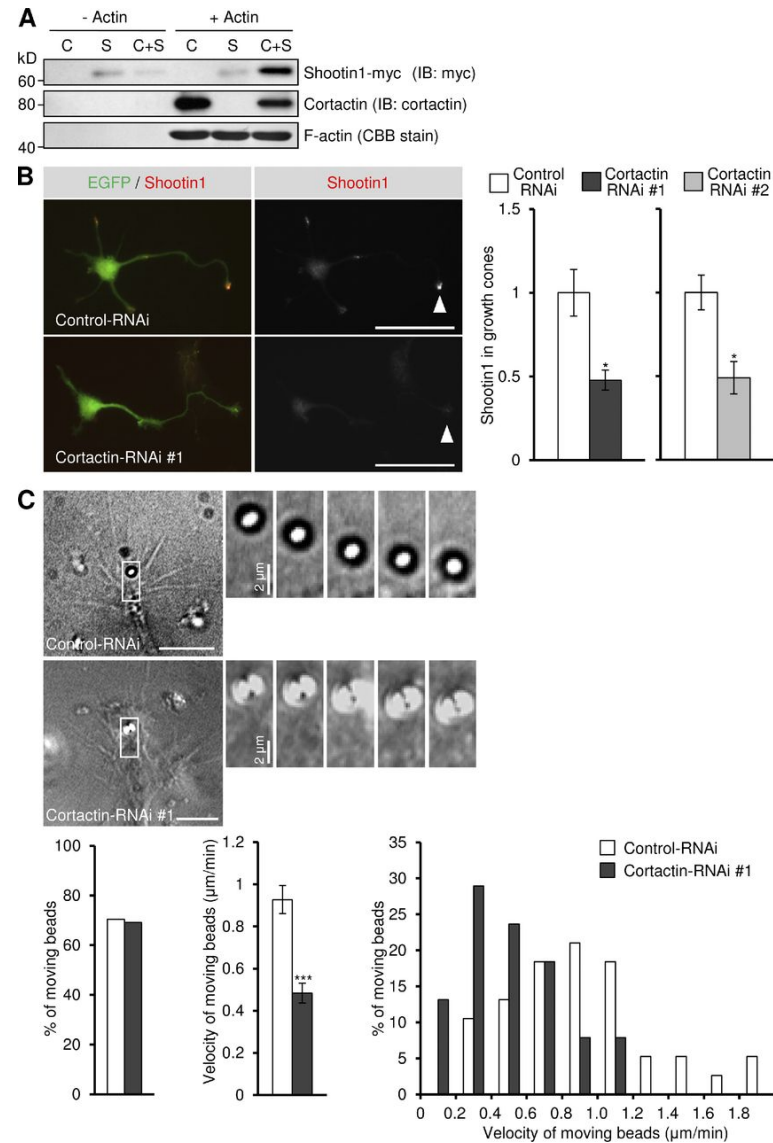 A
- Actin + Actin
C S C+S C S C+S
kD
60
Shootin1-myc (IB: myc)
80
Cortactin (IB: cortactin)
F-actin (CBB stain)
40
B
EGFP / Shootin1
Shootin1
Control-RNAi
Cortactin-RNAi #1
Control RNAi
Cortactin RNAi #1
Cortactin RNAi #2
Shootin1 in growth cones
1.5
1
0.5
0
*
*
C
Control-RNAi
2 µm
Cortactin-RNAi #1
2 µm
% of moving beads
100
80
60
40
20
0
Velocity of moving beads (µm/min)
1.2
1
0.8
0.6
0.4
0.2
0
***
% of moving beads
35
30
25
20
15
10
5
0
Control-RNAi
Cortactin-RNAi #1
0 0.2 0.4 0.6 0.8 1.0 1.2 1.4 1.6 1.8
Velocity of moving beads (µm/min)